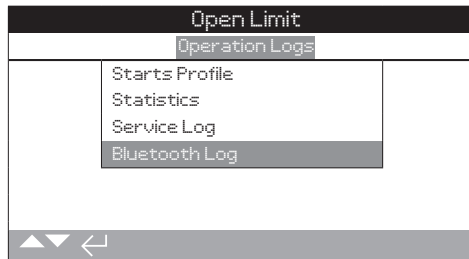 Open Limit
Operation Logs
Starts Profile
Statistics
Service Log
Bluetooth Log